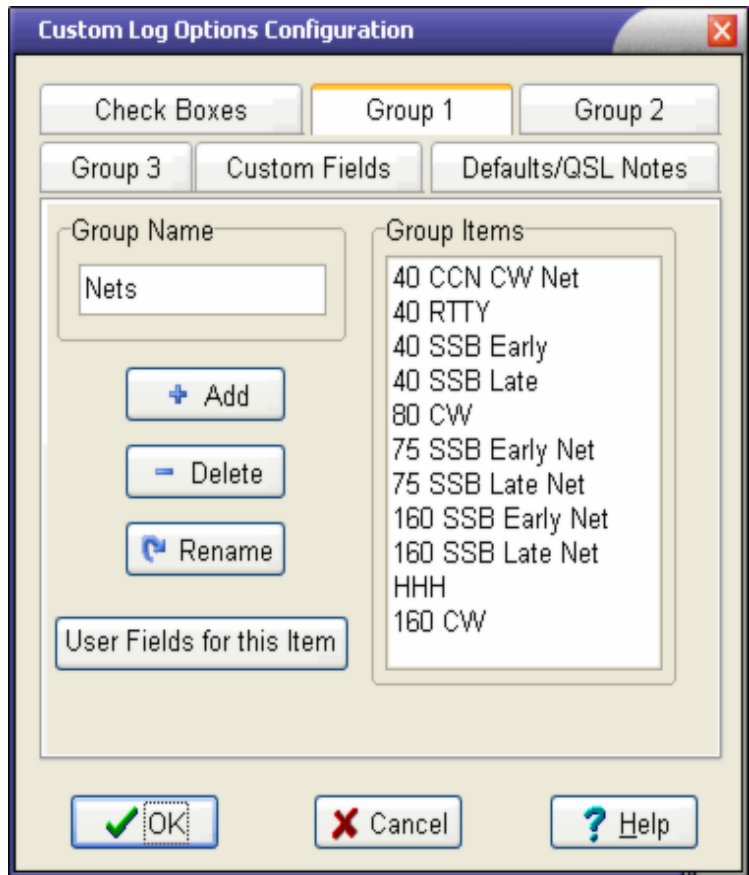 Custom Log Options Configuration
Check Boxes
Group 1
Group 2
Group 3
Custom Fields
Defaults/QSL Notes
Group Name
Nets
Add
Delete
Rename
User Fields for this Item
Group Items
40 CCN CW Net
40 RTTY
40 SSB Early
40 SSB Late
80 CW
75 SSB Early Net
75 SSB Late Net
160 SSB Early Net
160 SSB Late Net
HHH
160 CW
OK
Cancel
Help